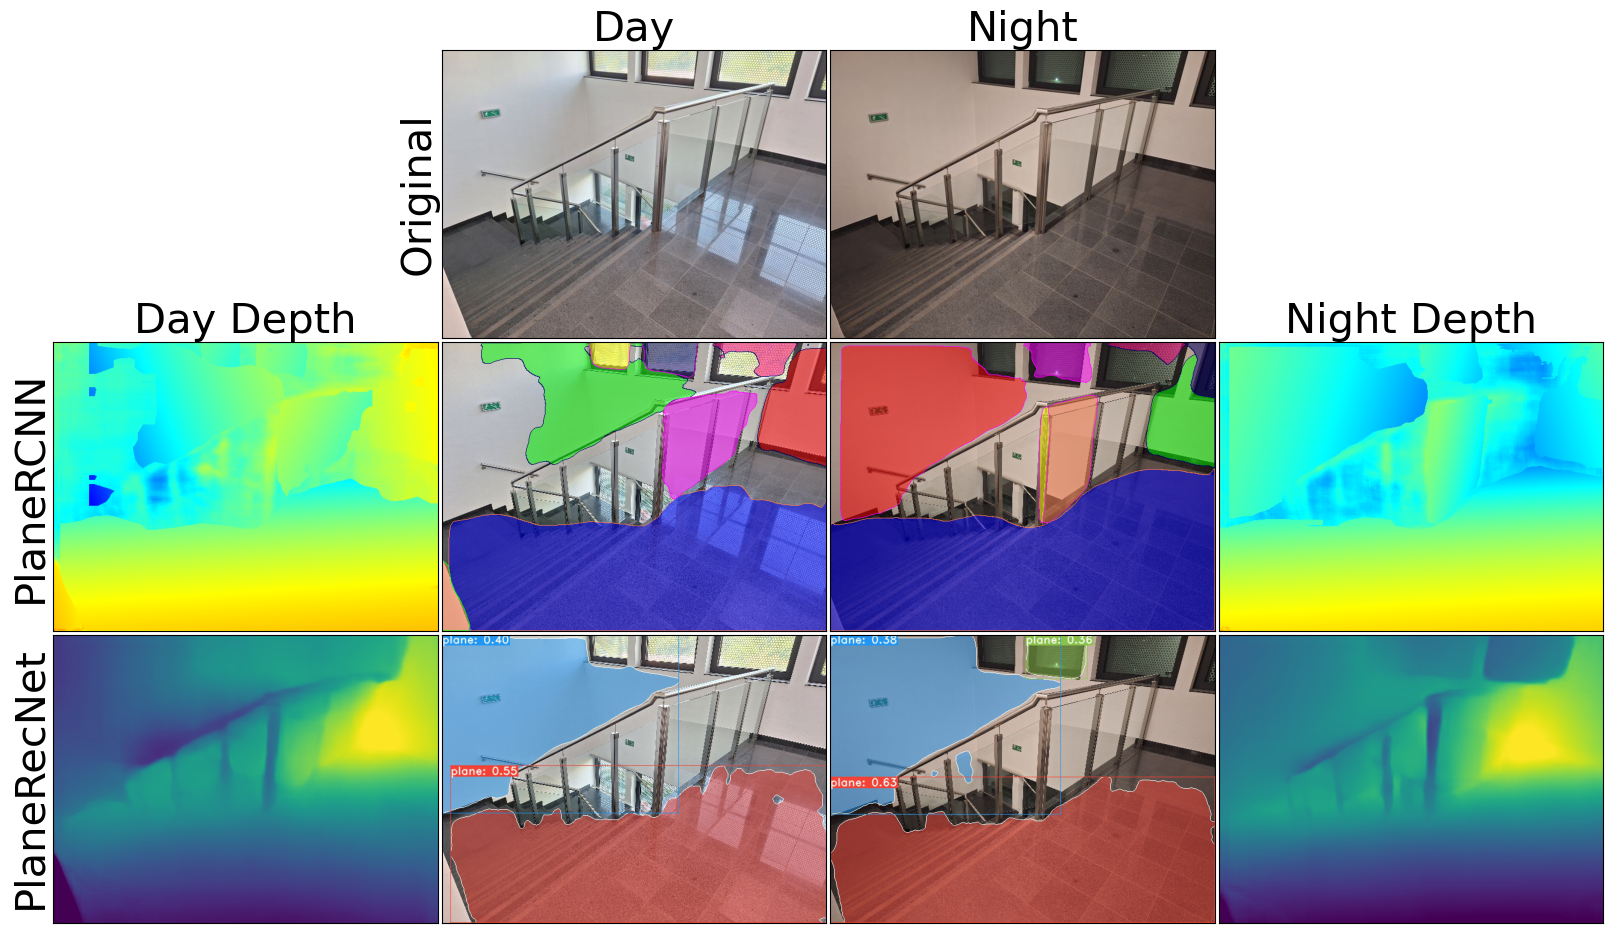 Day
Night
Original
Day Depth
Night Depth
PlaneRCNN
PlaneRecNet
plane: 0.40
plane: 0.55
plane: 0.38
plane: 0.36
plane: 0.63